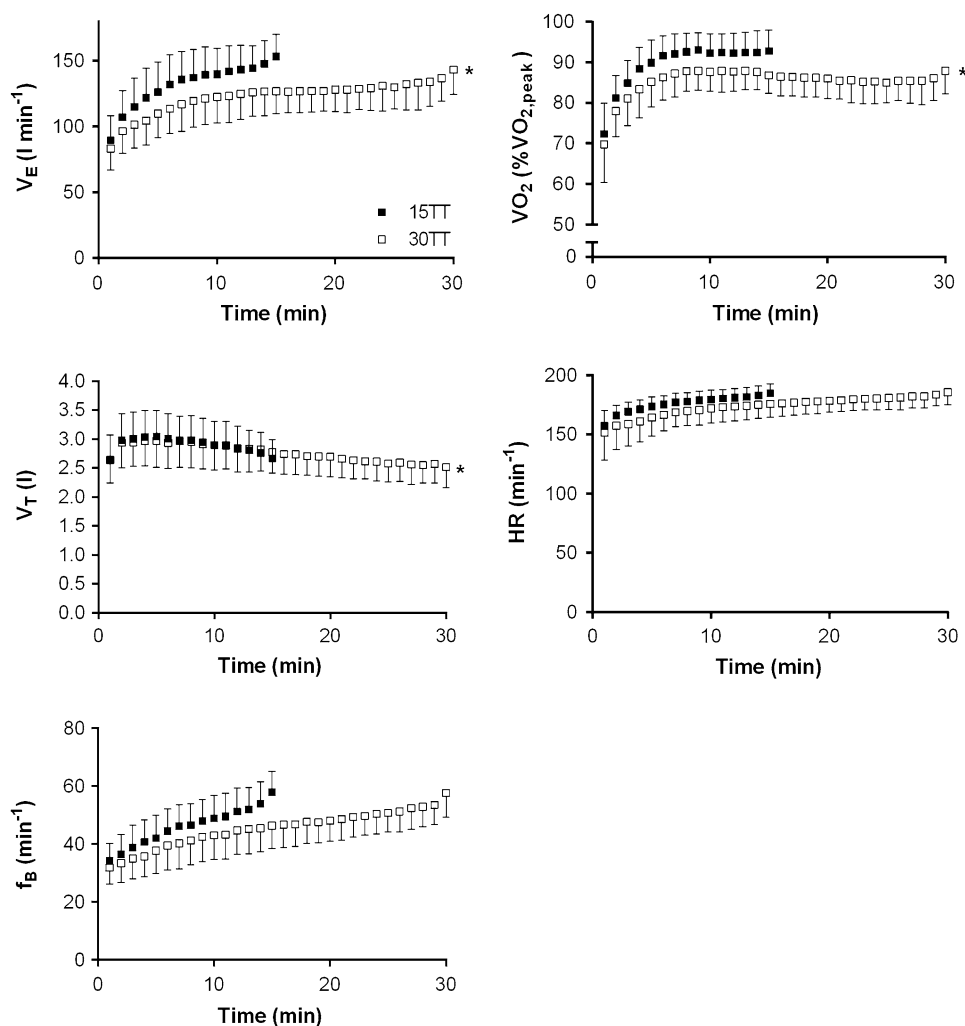 150
100
50
0
V_E (l min⁻¹)
15TT
30TT
*
0 10 20 30
Time (min)
100
90
80
70
60
50
0
VO₂ (%VO₂,peak)
*
0 10 20 30
Time (min)
4.0
3.5
3.0
2.5
2.0
1.5
1.0
0.5
0.0
V_T (l)
*
0 10 20 30
Time (min)
200
150
100
50
0
HR (min⁻¹)
0 10 20 30
Time (min)
80
60
40
20
0
f_B (min⁻¹)
0 10 20 30
Time (min)